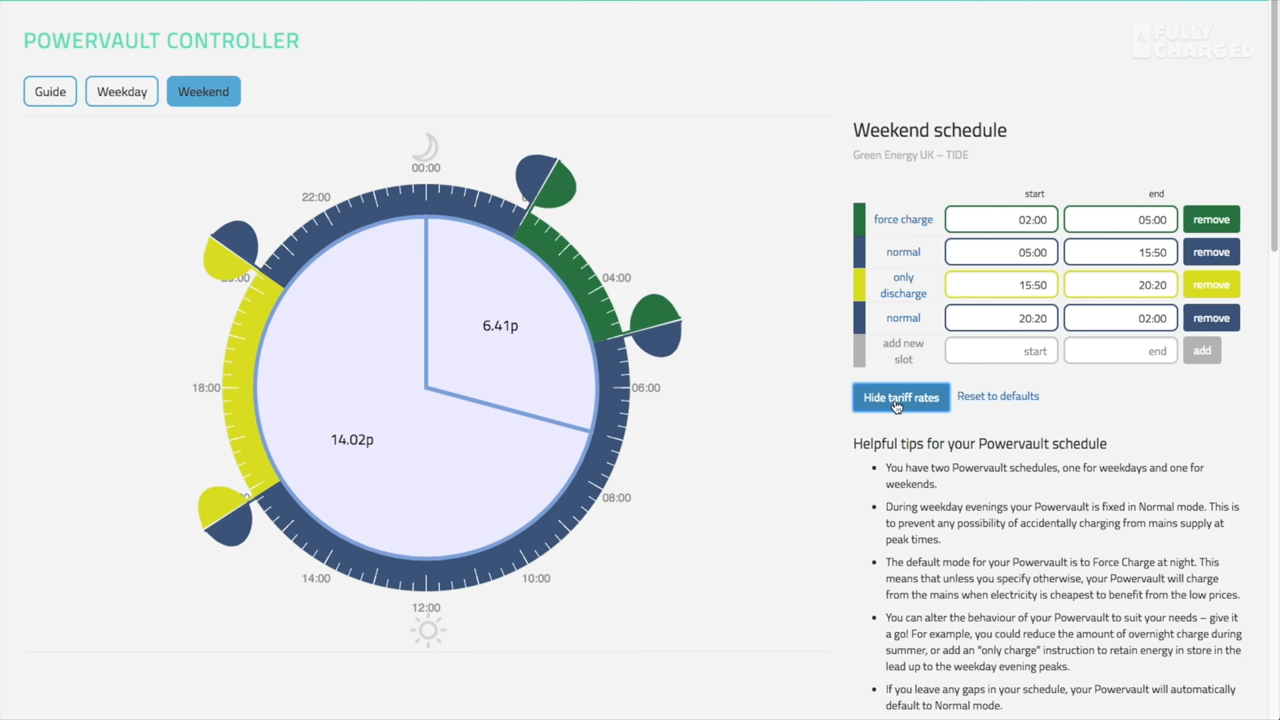 POWERVAULT CONTROLLER
FULLY
CHARGED
Guide
Weekday
Weekend
00:00
22:00
04:00
18:00
06:00
08:00
14:00
10:00
12:00
6.41p
14.02p
Weekend schedule
Green Energy UK – TIDE
start end
force charge 02:00 05:00 remove
normal 05:00 15:50 remove
only
discharge 15:50 20:20 remove
normal 20:20 02:00 remove
add new
slot start end add
Hide tariff rates Reset to defaults
Helpful tips for your Powervault schedule
• You have two Powervault schedules, one for weekdays and one for
weekends.
• During weekday evenings your Powervault is fixed in Normal mode. This is
to prevent any possibility of accidentally charging from mains supply at
peak times.
• The default mode for your Powervault is to Force Charge at night. This
means that unless you specify otherwise, your Powervault will charge
from the mains when electricity is cheapest to benefit from the low prices.
• You can alter the behaviour of your Powervault to suit your needs – give it
a go! For example, you could reduce the amount of overnight charge during
summer, or add an "only charge" instruction to retain energy in store in the
lead up to the weekday evening peaks.
• If you leave any gaps in your schedule, your Powervault will automatically
default to Normal mode.